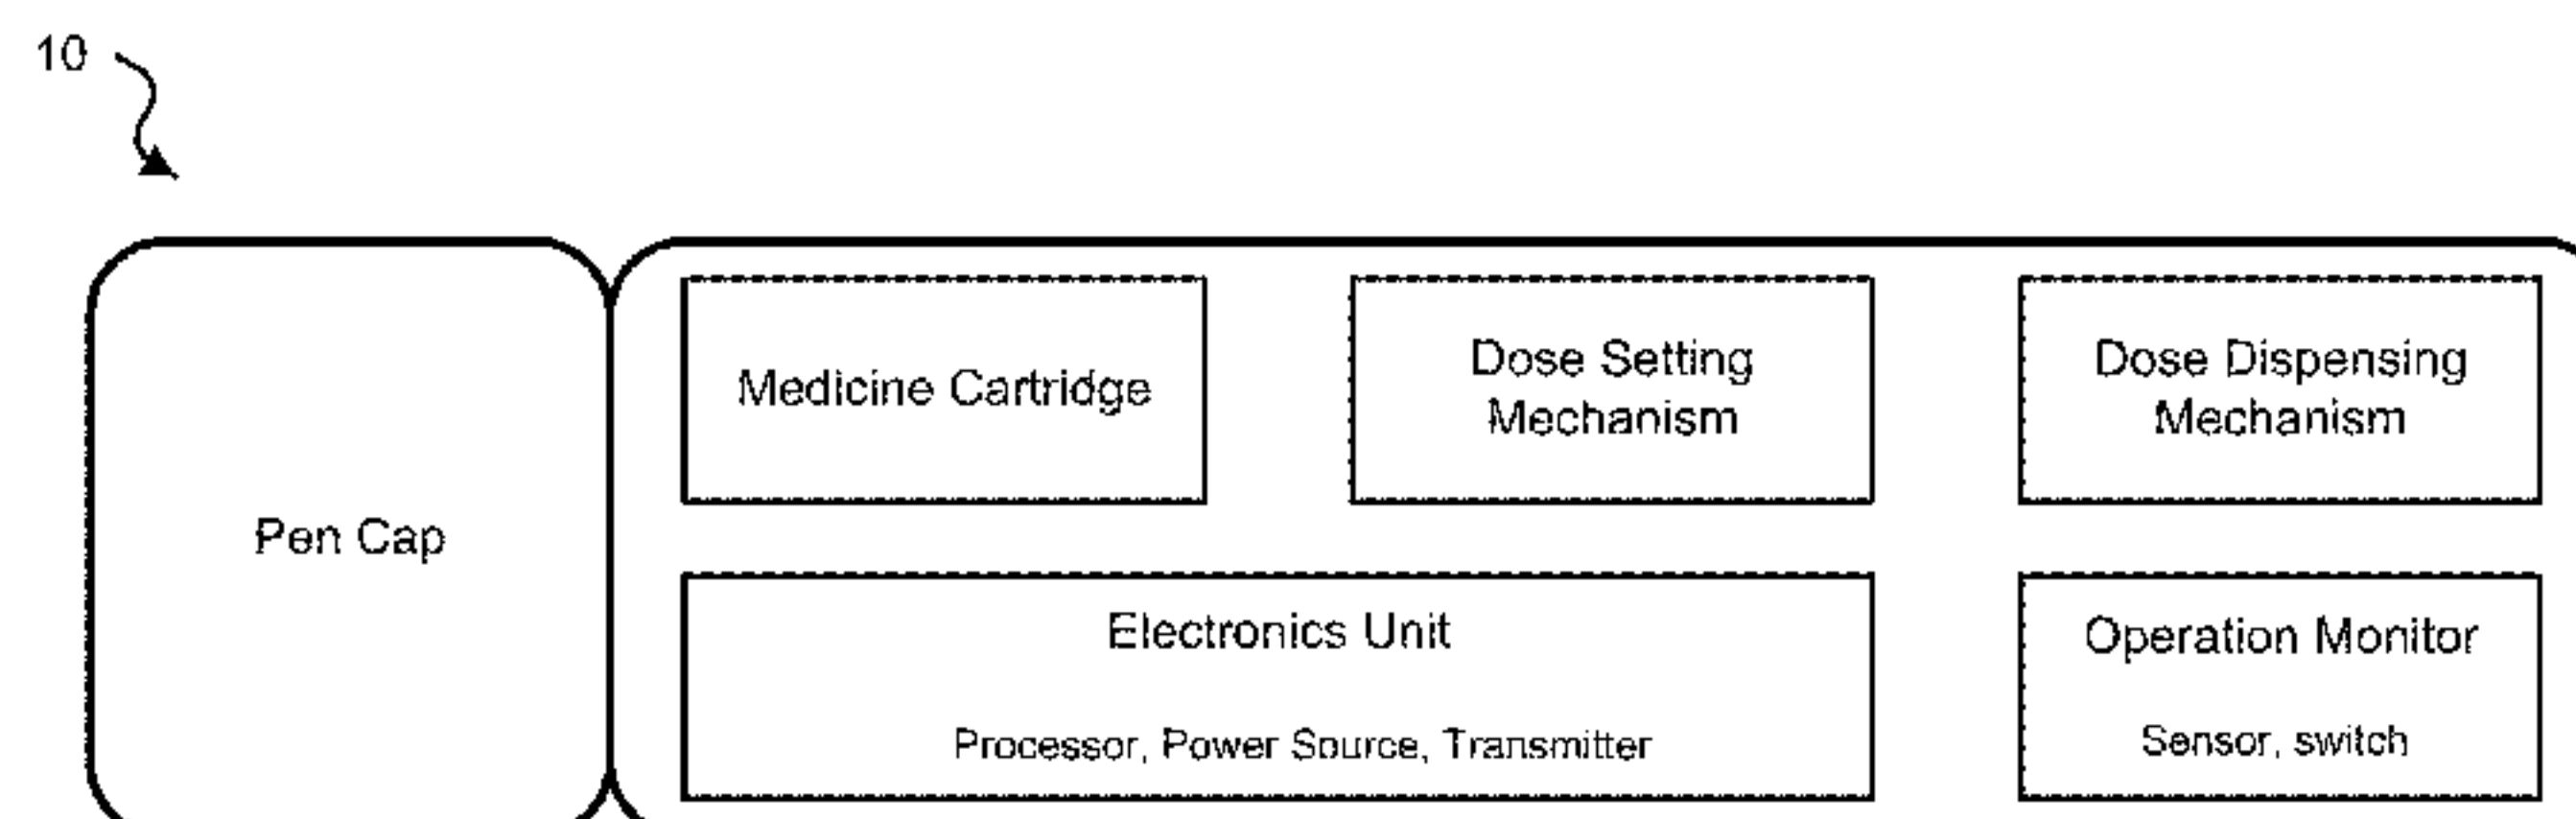 10
Medicine Cartridge
Dose Setting
Mechanism
Dose Dispensing
Mechanism
Pen Cap
Electronics Unit
Processor, Power Source, Transmitter
Operation Monitor
Sensor, switch